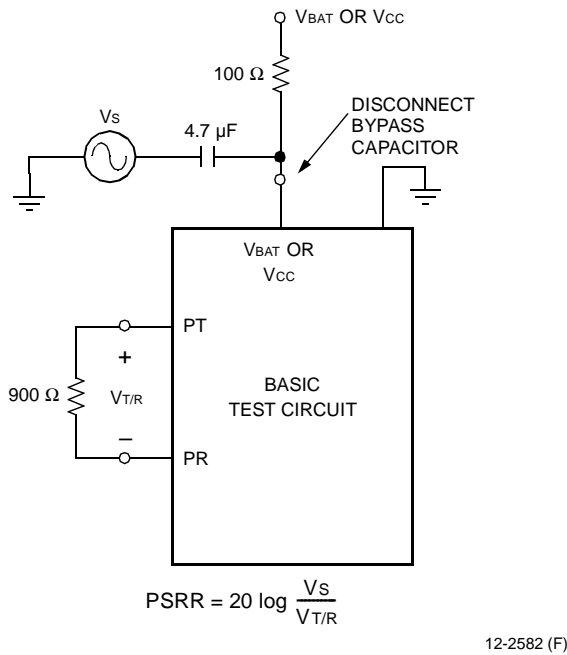 VBAT OR VCC
100 Ω
VS
4.7 µF
DISCONNECT
BYPASS
CAPACITOR
VBAT OR
VCC
PT
+
900 Ω
VT/R
BASIC
TEST CIRCUIT
–
PR
PSRR = 20 log VS/VT/R
12-2582 (F)